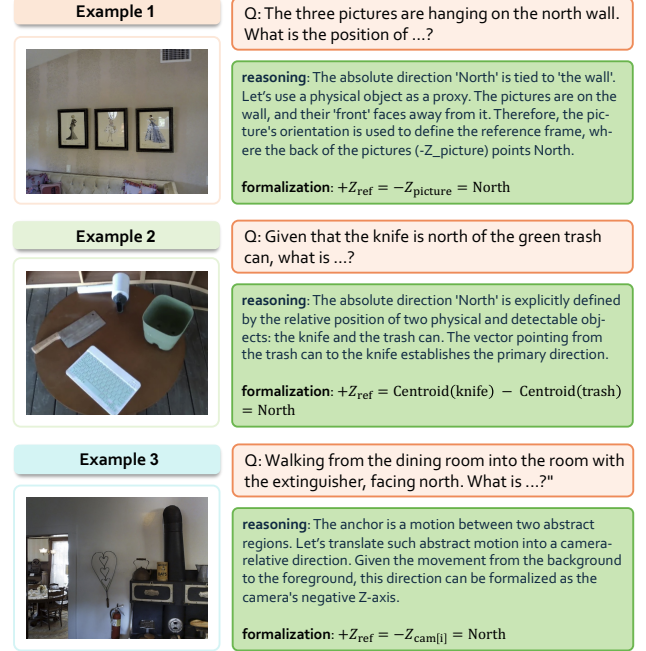 Example 1
Q: The three pictures are hanging on the north wall.
What is the position of ...?
reasoning: The absolute direction 'North' is tied to 'the wall'.
Let's use a physical object as a proxy. The pictures are on the
wall, and their 'front' faces away from it. Therefore, the pic-
ture's orientation is used to define the reference frame, wh-
ere the back of the pictures (-Z_picture) points North.
formalization: +Z_ref = −Z_picture = North
Example 2
Q: Given that the knife is north of the green trash
can, what is ...?
reasoning: The absolute direction 'North' is explicitly defined
by the relative position of two physical and detectable obj-
ects: the knife and the trash can. The vector pointing from
the trash can to the knife establishes the primary direction.
formalization: +Z_ref = Centroid(knife) − Centroid(trash)
= North
Example 3
Q: Walking from the dining room into the room with
the extinguisher, facing north. What is ...?"
reasoning: The anchor is a motion between two abstract
regions. Let's translate such abstract motion into a camera-
relative direction. Given the movement from the background
to the foreground, this direction can be formalized as the
camera's negative Z-axis.
formalization: +Z_ref = −Z_cam[i] = North